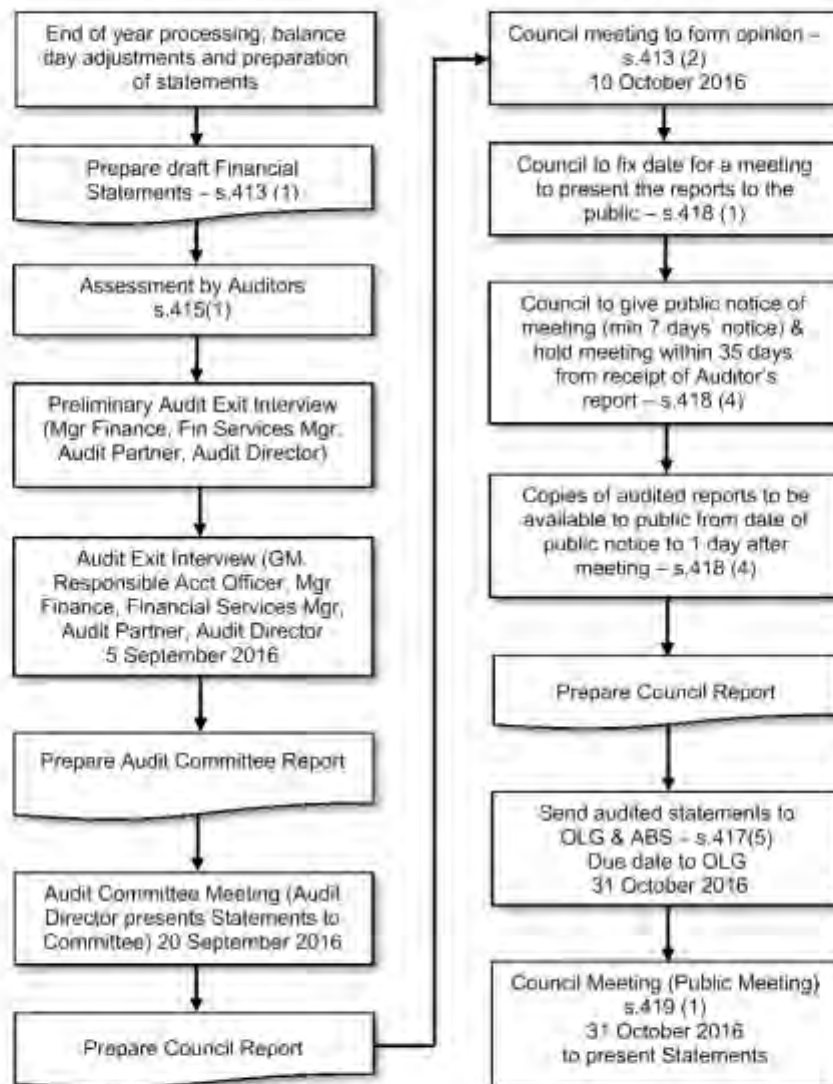 End of year processing, balance
day adjustments and preparation
of statements
Prepare draft Financial
Statements – s.413 (1)
Assessment by Auditors
s.415(1)
Preliminary Audit Exit Interview
(Mgr Finance, Fin Services Mgr,
Audit Partner, Audit Director)
Audit Exit Interview (GM,
Responsible Acct Officer, Mgr
Finance, Financial Services Mgr,
Audit Partner, Audit Director
5 September 2016
Prepare Audit Committee Report
Audit Committee Meeting (Audit
Director presents Statements to
Committee) 20 September 2016
Prepare Council Report
Council meeting to form opinion –
s.413 (2)
10 October 2016
Council to fix date for a meeting
to present the reports to the
public – s.418 (1)
Council to give public notice of
meeting (min 7 days' notice) &
hold meeting within 35 days
from receipt of Auditor's
report – s.418 (4)
Copies of audited reports to be
available to public from date of
public notice to 1 day after
meeting – s.418 (4)
Prepare Council Report
Send audited statements to
OLG & ABS – s.417(5)
Due date to OLG
31 October 2016
Council Meeting (Public Meeting)
s.419 (1)
31 October 2016
to present Statements